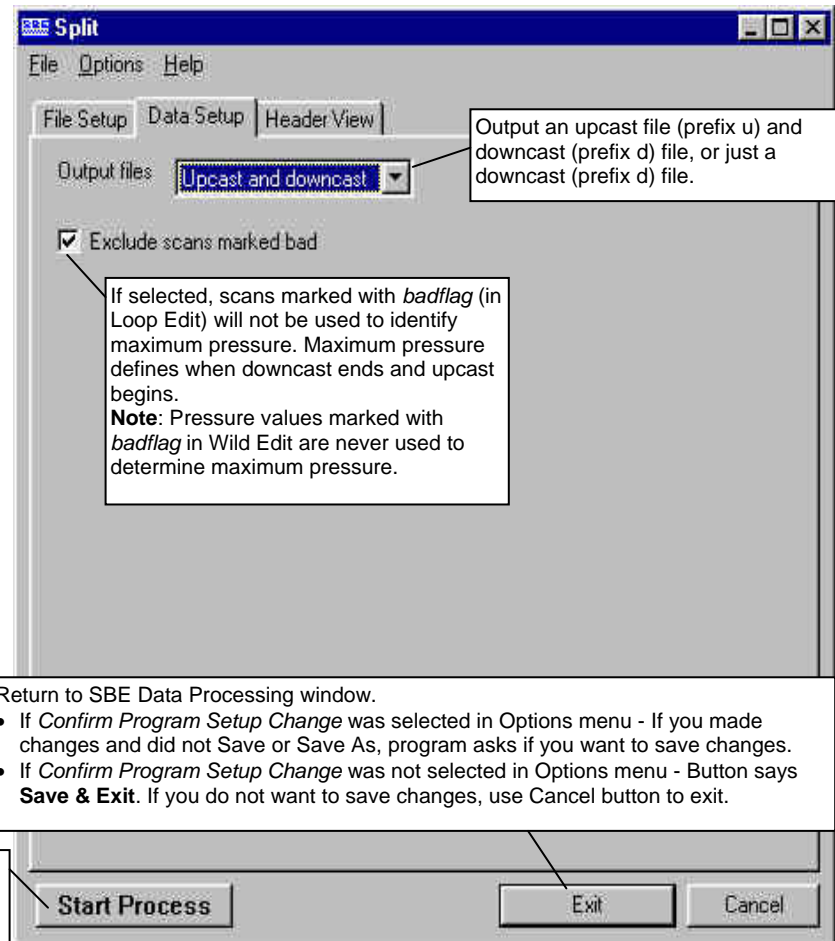 SBE Split
File Options Help
File Setup Data Setup Header View
Output an upcast file (prefix u) and
downcast (prefix d) file, or just a
downcast (prefix d) file.
Output files Upcast and downcast
Exclude scans marked bad
If selected, scans marked with badflag (in
Loop Edit) will not be used to identify
maximum pressure. Maximum pressure
defines when downcast ends and upcast
begins.
Note: Pressure values marked with
badflag in Wild Edit are never used to
determine maximum pressure.
Return to SBE Data Processing window.
• If Confirm Program Setup Change was selected in Options menu - If you made
changes and did not Save or Save As, program asks if you want to save changes.
• If Confirm Program Setup Change was not selected in Options menu - Button says
Save & Exit. If you do not want to save changes, use Cancel button to exit.
Start Process Exit Cancel